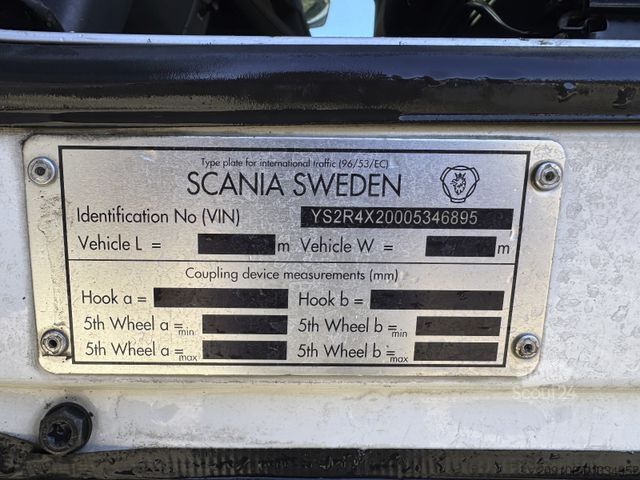 Type plate for international traffic (96/53/EC)
SCANIA SWEDEN
Identification No (VIN) YS2R4X20005346895
Vehicle L = m Vehicle W = m
Coupling device measurements (mm)
Hook a = Hook b =
5th Wheel a =min 5th Wheel b =min
5th Wheel a =max 5th Wheel b =max
Scout24